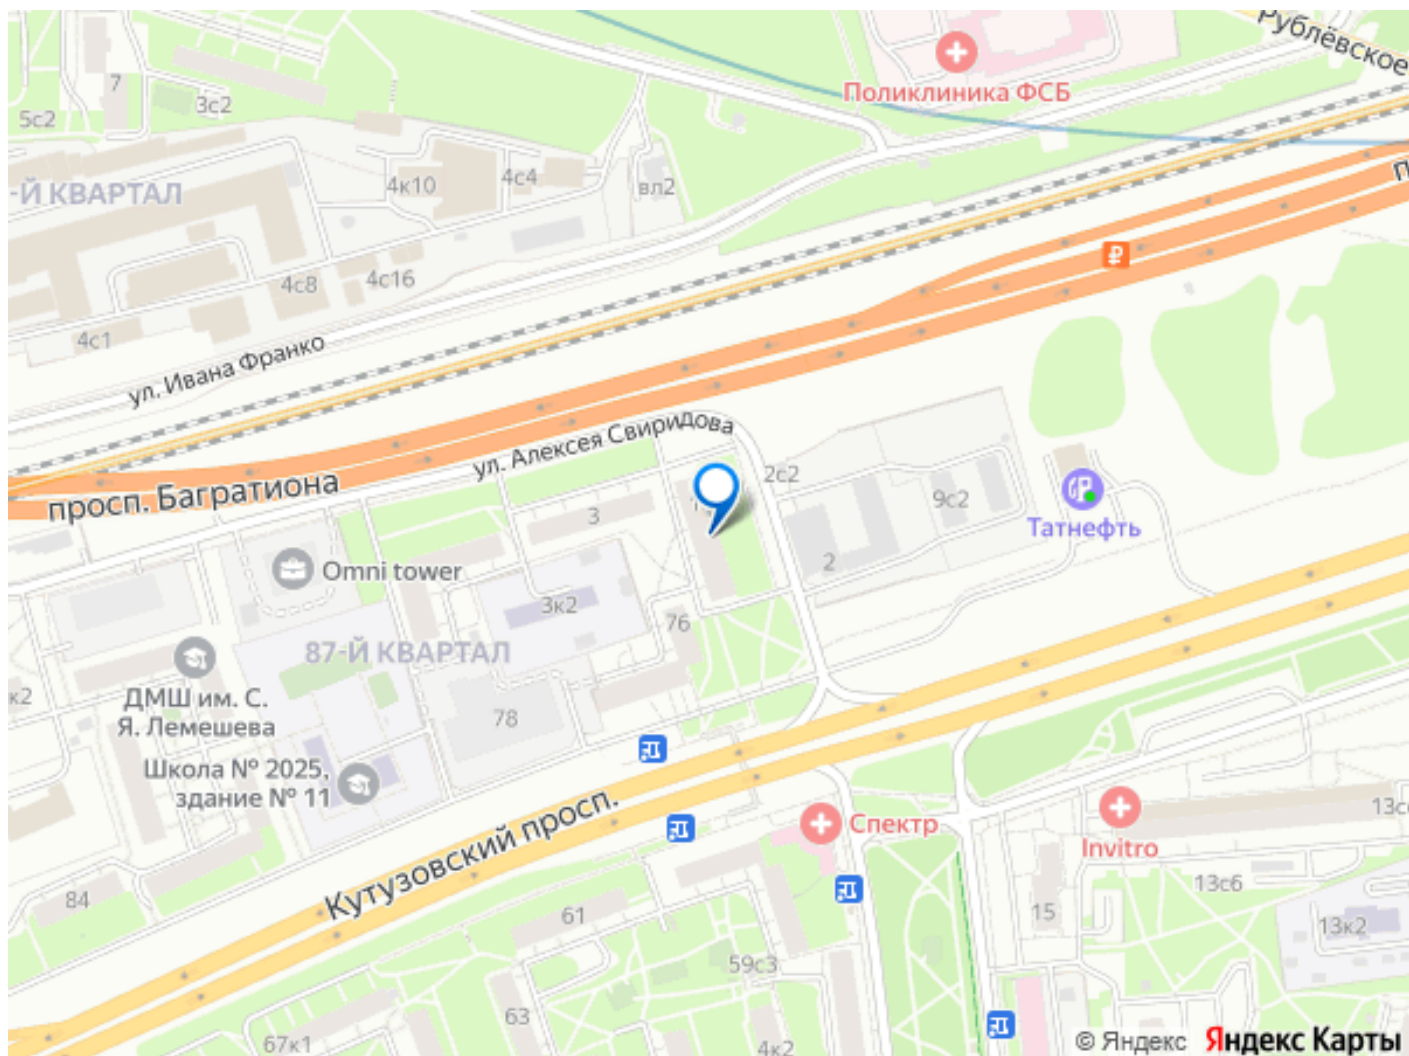 Рублёвское
Поликлиника ФСБ
7
3с2
5с2
4к10
4с4
вл2
-Й КВАРТАЛ
4с8
4с16
4с1
ул. Ивана Франко
ул. Алексея Свиридова
просп. Багратиона
2с2
9с2
3
Татнефть
Omni tower
2
3к2
76
87-Й КВАРТАЛ
к2
ДМШ им. С.
Я. Лемешева
78
Школа № 2025,
здание № 11
Кутузовский просп.
Спектр
Invitro
13с6
84
61
15
13к2
59с3
63
67к1
4к2
© Яндекс Яндекс Карты